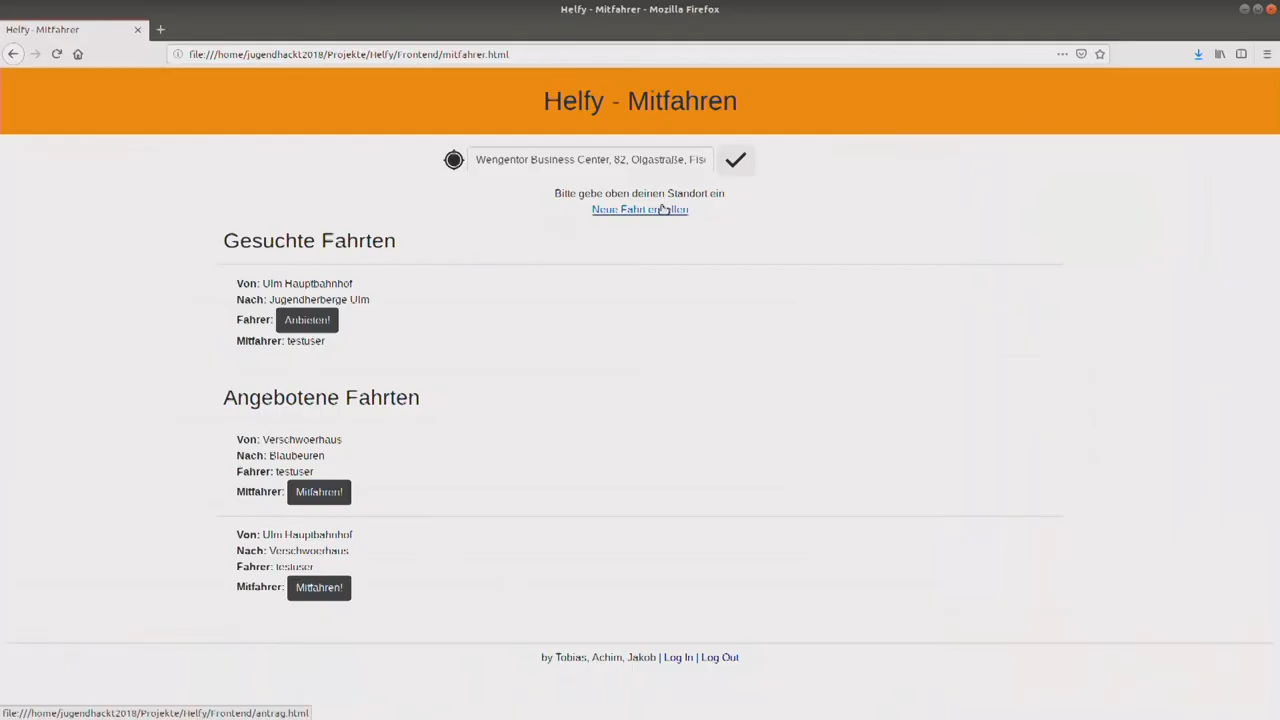 Helfy - Mitfahrer - Mozilla Firefox
Helfy - Mitfahrer
file:///home/jugendhackt2018/Projekte/Helfy/Frontend/mitfahrer.html
Helfy - Mitfahren
Wengentor Business Center, 82, Olgastraße,
Bitte gebe oben deinen Standort ein
Neue Fahrt
Gesuchte Fahrten
Von: Ulm Hauptbahnhof
Nach: Jugendherberge Ulm
Fahrer: Anbieten!
Mitfahrer: testuser
Angebotene Fahrten
Von: Verschwoerhaus
Nach: Blaubeuren
Fahrer: testuser
Mitfahrer: Mitfahren!
Von: Ulm Hauptbahnhof
Nach: Verschwoerhaus
Fahrer: testuser
Mitfahrer: Mitfahren!
by Tobias, Achim, Jakob | Log In | Log Out
file:///home/jugendhackt2018/Projekte/Helfy/Frontend/antrag.html